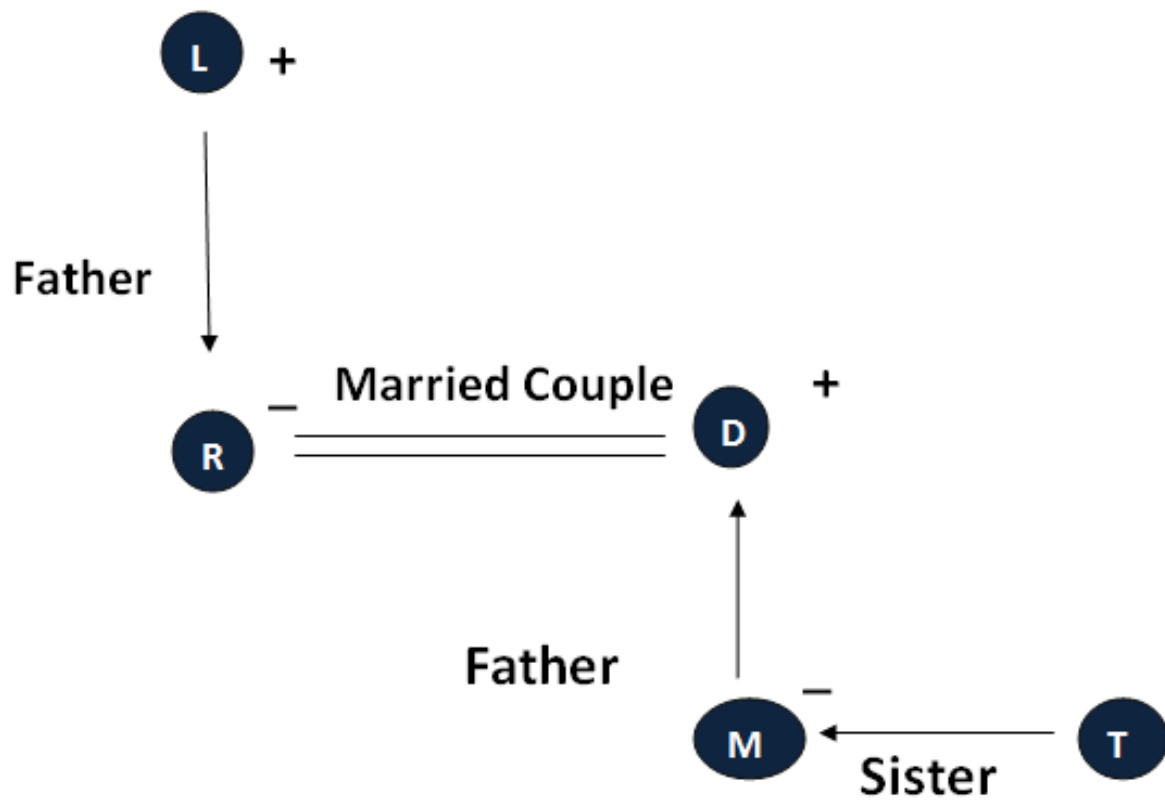 L +
Father
R – Married Couple D +
Father
M – T
Sister